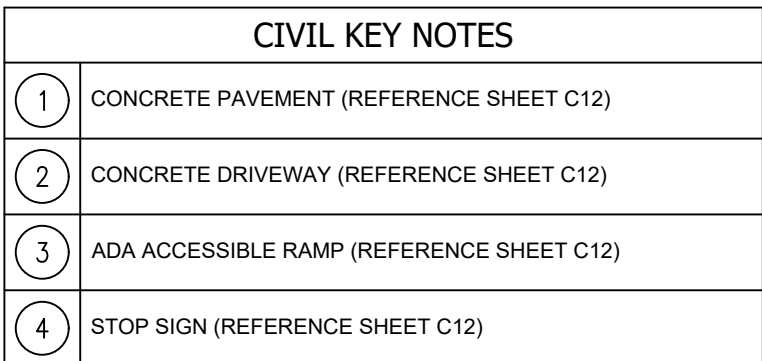 CIVIL KEY NOTES
1 CONCRETE PAVEMENT (REFERENCE SHEET C12)
2 CONCRETE DRIVEWAY (REFERENCE SHEET C12)
3 ADA ACCESSIBLE RAMP (REFERENCE SHEET C12)
4 STOP SIGN (REFERENCE SHEET C12)